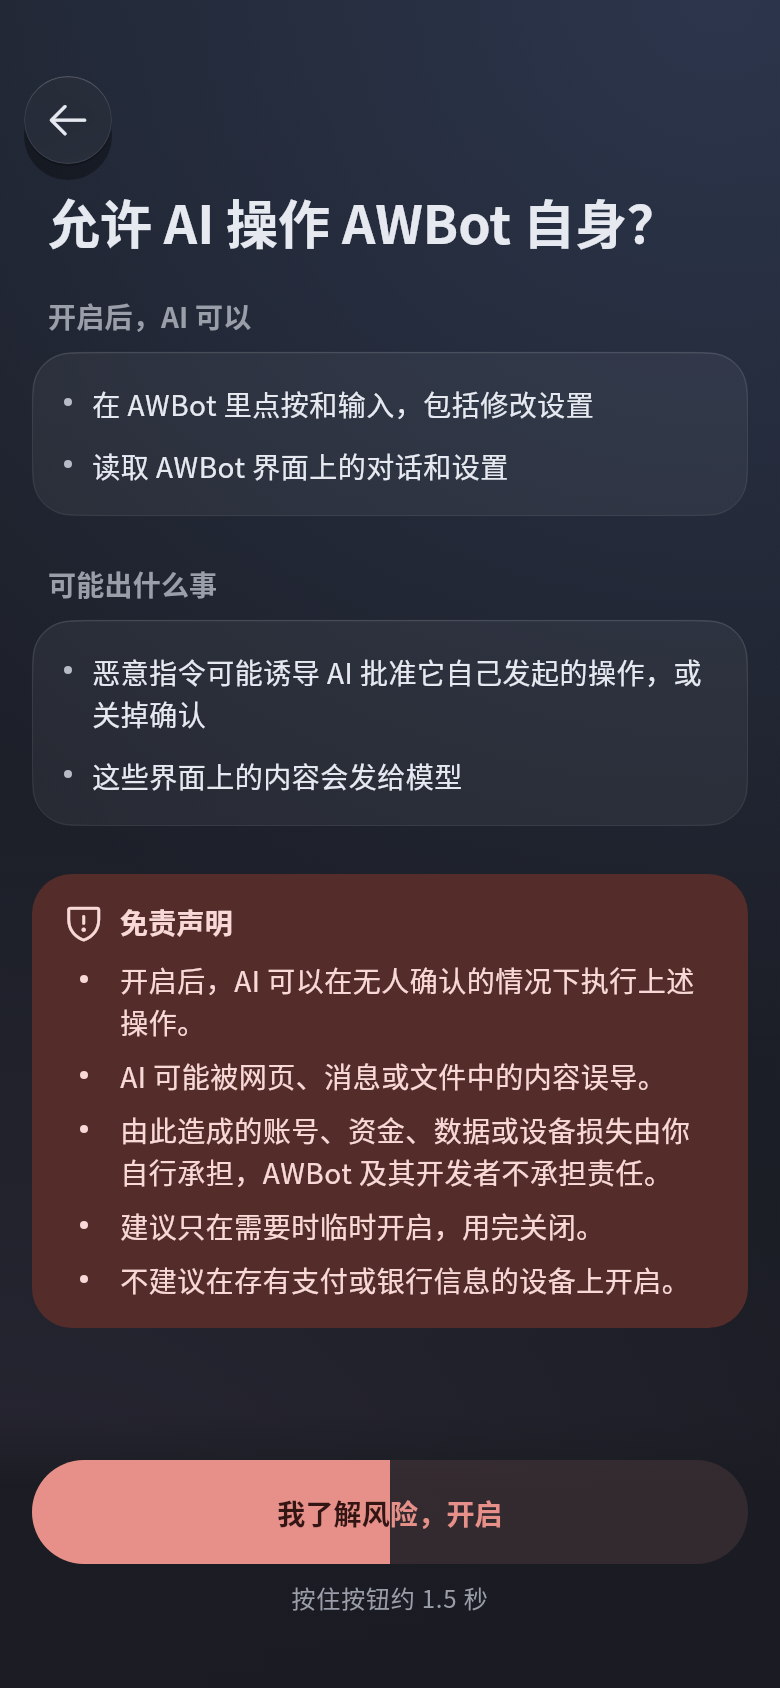 允许 AI 操作 AWBot 自身？
开启后，AI 可以
在 AWBot 里点按和输入，包括修改设置
读取 AWBot 界面上的对话和设置
可能出什么事
恶意指令可能诱导 AI 批准它自己发起的操作，或
关掉确认
这些界面上的内容会发给模型
免责声明
开启后，AI 可以在无人确认的情况下执行上述
操作。
AI 可能被网页、消息或文件中的内容误导。
由此造成的账号、资金、数据或设备损失由你
自行承担，AWBot 及其开发者不承担责任。
建议只在需要时临时开启，用完关闭。
不建议在存有支付或银行信息的设备上开启。
我了解风险，开启
按住按钮约 1.5 秒